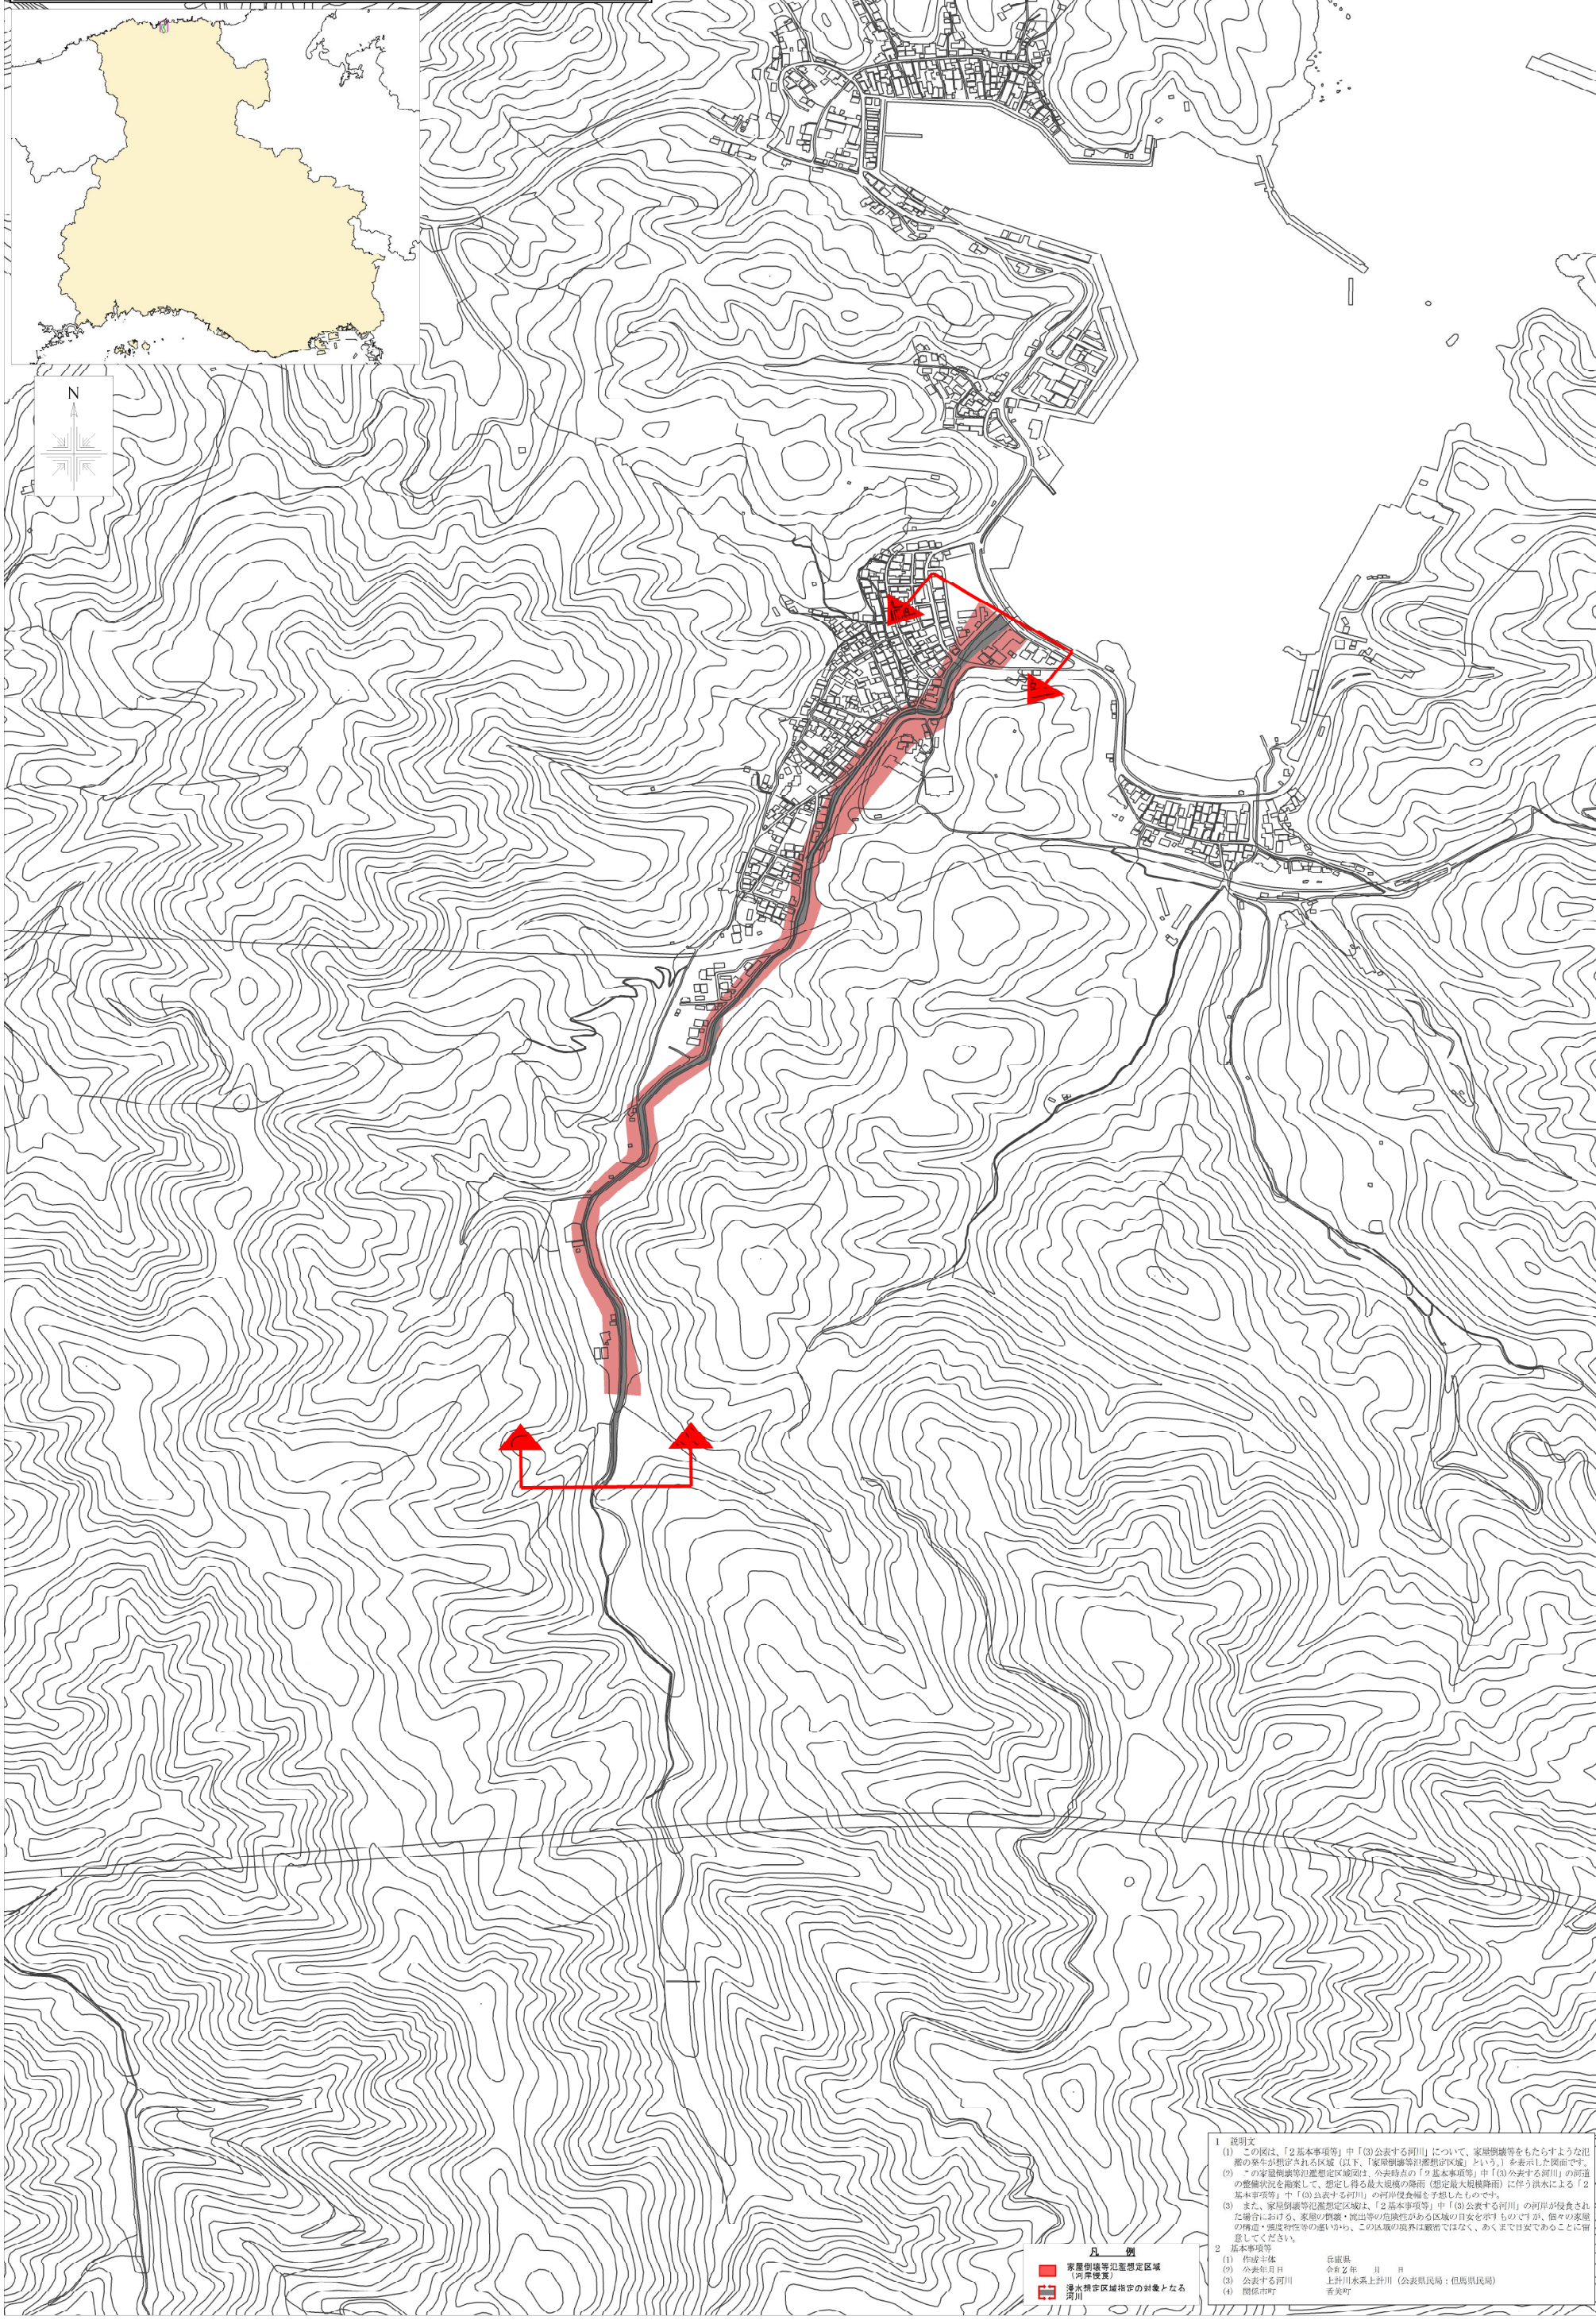 N
1 説明文
(1) この図は、「2基本事項等」中「(3)公表する河川」について、家屋倒壊等をもたらすような氾
濫の発生が想定される区域（以下、「家屋倒壊等氾濫想定区域」という。）を表示した図面です。
(2) この家屋倒壊等氾濫想定区域図は、公表時点の「2基本事項等」中「(3)公表する河川」の河道
の整備状況を勘案して、想定し得る最大規模の降雨（想定最大規模降雨）に伴う洪水による「2
基本事項等」中「(3)公表する河川」の河岸侵食幅を予想したものです。
(3) また、家屋倒壊等氾濫想定区域は、「2基本事項等」中「(3)公表する河川」の河岸が侵食され
た場合における、家屋の倒壊・流出等の危険性がある区域の目安を示すものですが、個々の家屋
の構造・強度特性等の違いから、この区域の境界は厳密ではなく、あくまで目安であることに留
意してください。
2 基本事項等
(1) 作成主体 兵庫県
(2) 公表年月日 令和2年 月 日
(3) 公表する河川 上計川水系上計川（公表県民局：但馬県民局）
(4) 関係市町 香美町
凡 例
家屋倒壊等氾濫想定区域
（河岸侵食）
浸水想定区域指定の対象となる
河川